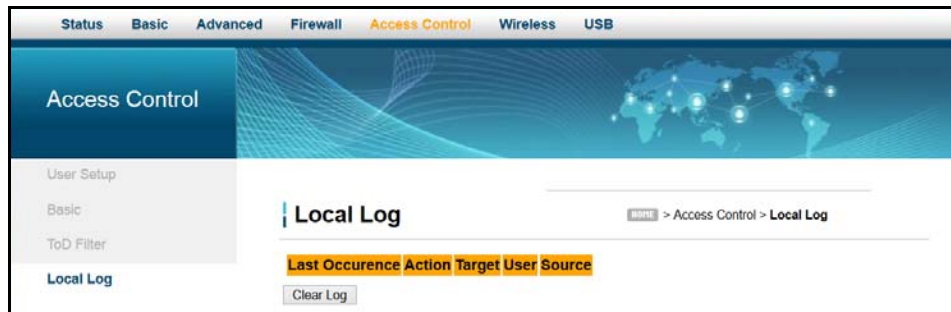 Status Basic Advanced Firewall Access Control Wireless USB
Access Control
User Setup
Basic
ToD Filter
Local Log
Local Log
HOME > Access Control > Local Log
Last Occurence Action Target User Source
Clear Log